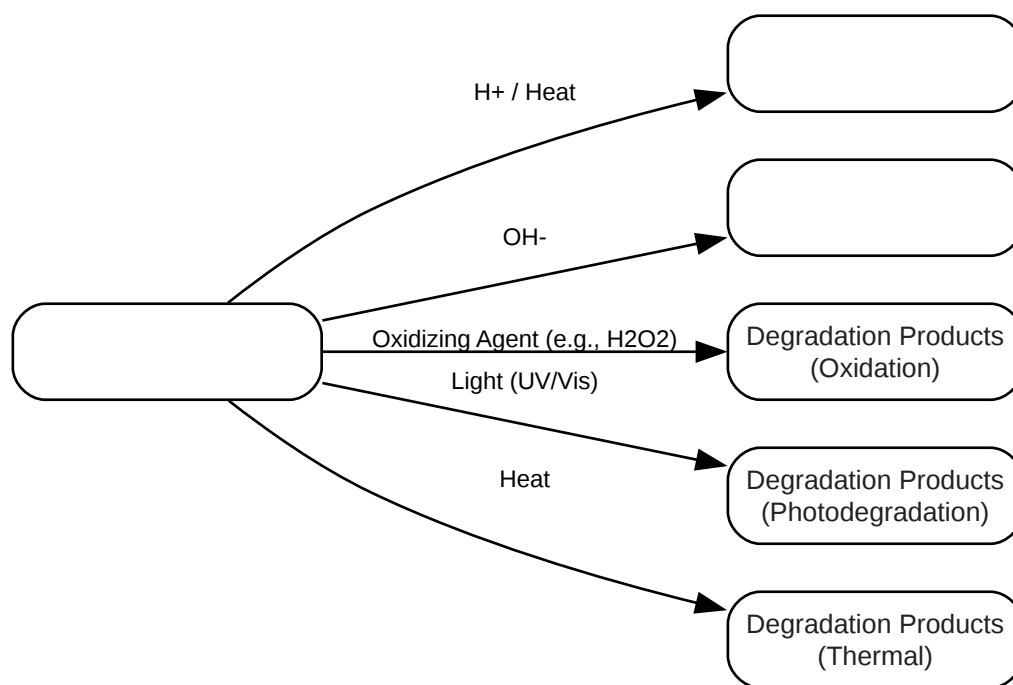 H+ / Heat
OH-
Oxidizing Agent (e.g., H2O2)
Degradation Products
(Oxidation)
Light (UV/Vis)
Degradation Products
(Photodegradation)
Heat
Degradation Products
(Thermal)